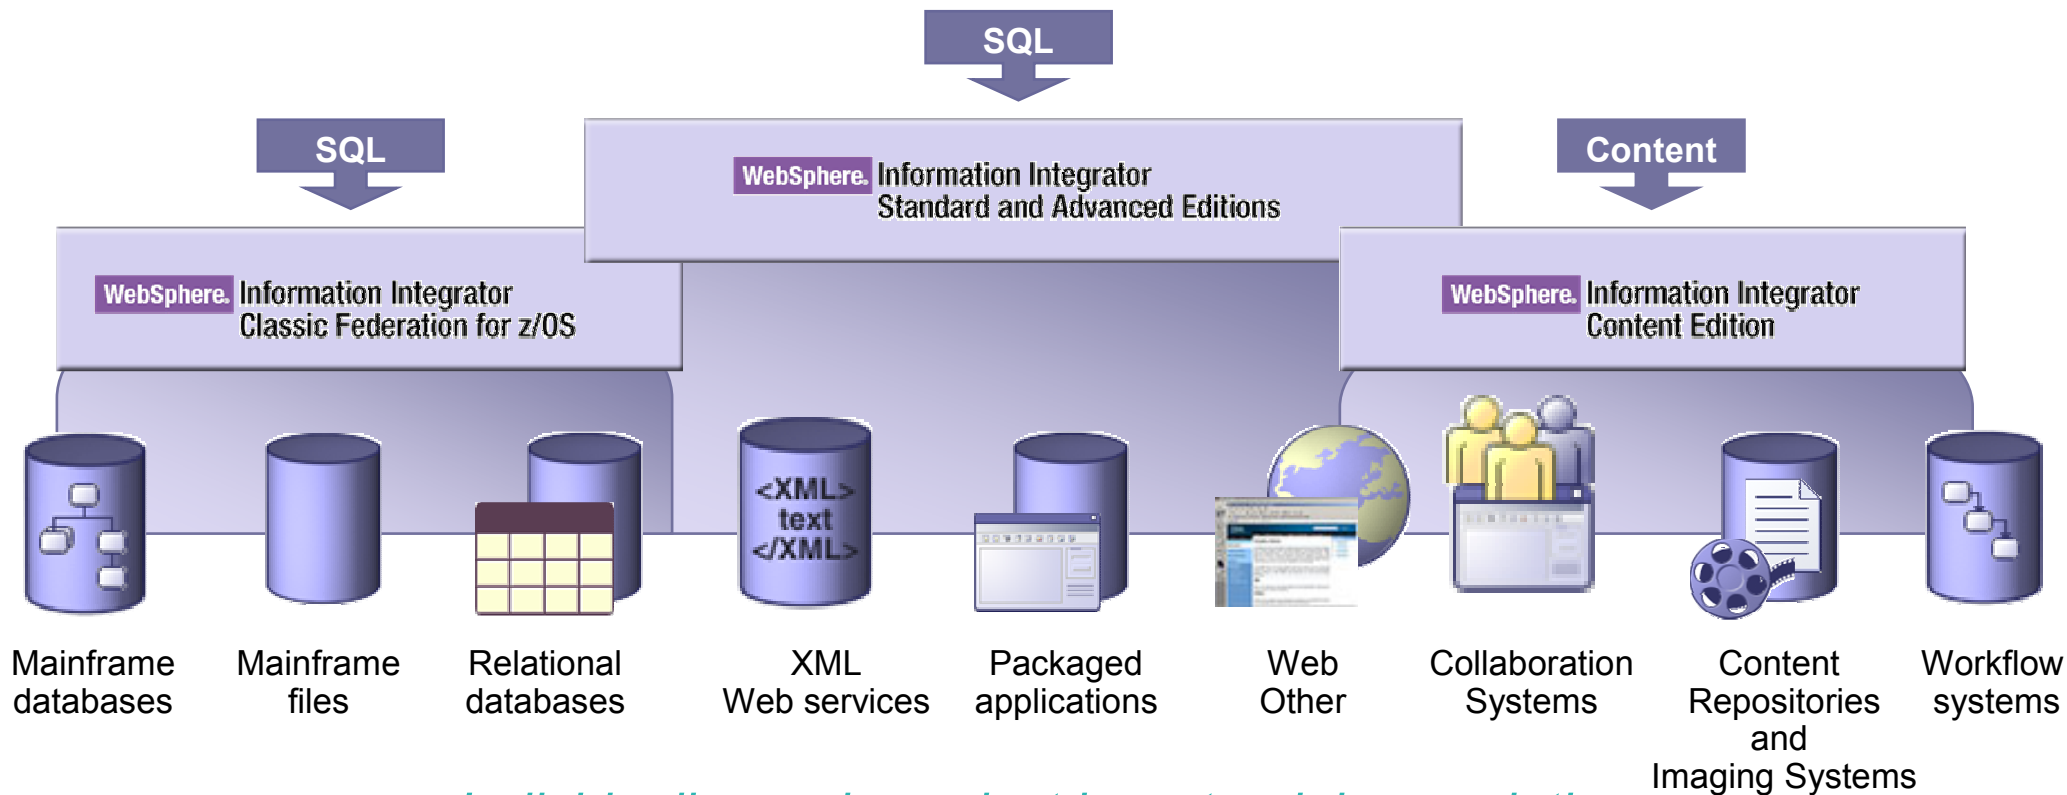 SQL
SQL
Content
WebSphere. Information Integrator
Standard and Advanced Editions
WebSphere. Information Integrator
Classic Federation for z/OS
WebSphere. Information Integrator
Content Edition
<XML>
text
</XML>
Mainframe
databases
Mainframe
files
Relational
databases
XML
Web services
Packaged
applications
Web
Other
Collaboration
Systems
Content
Repositories
and
Imaging Systems
Workflow
systems